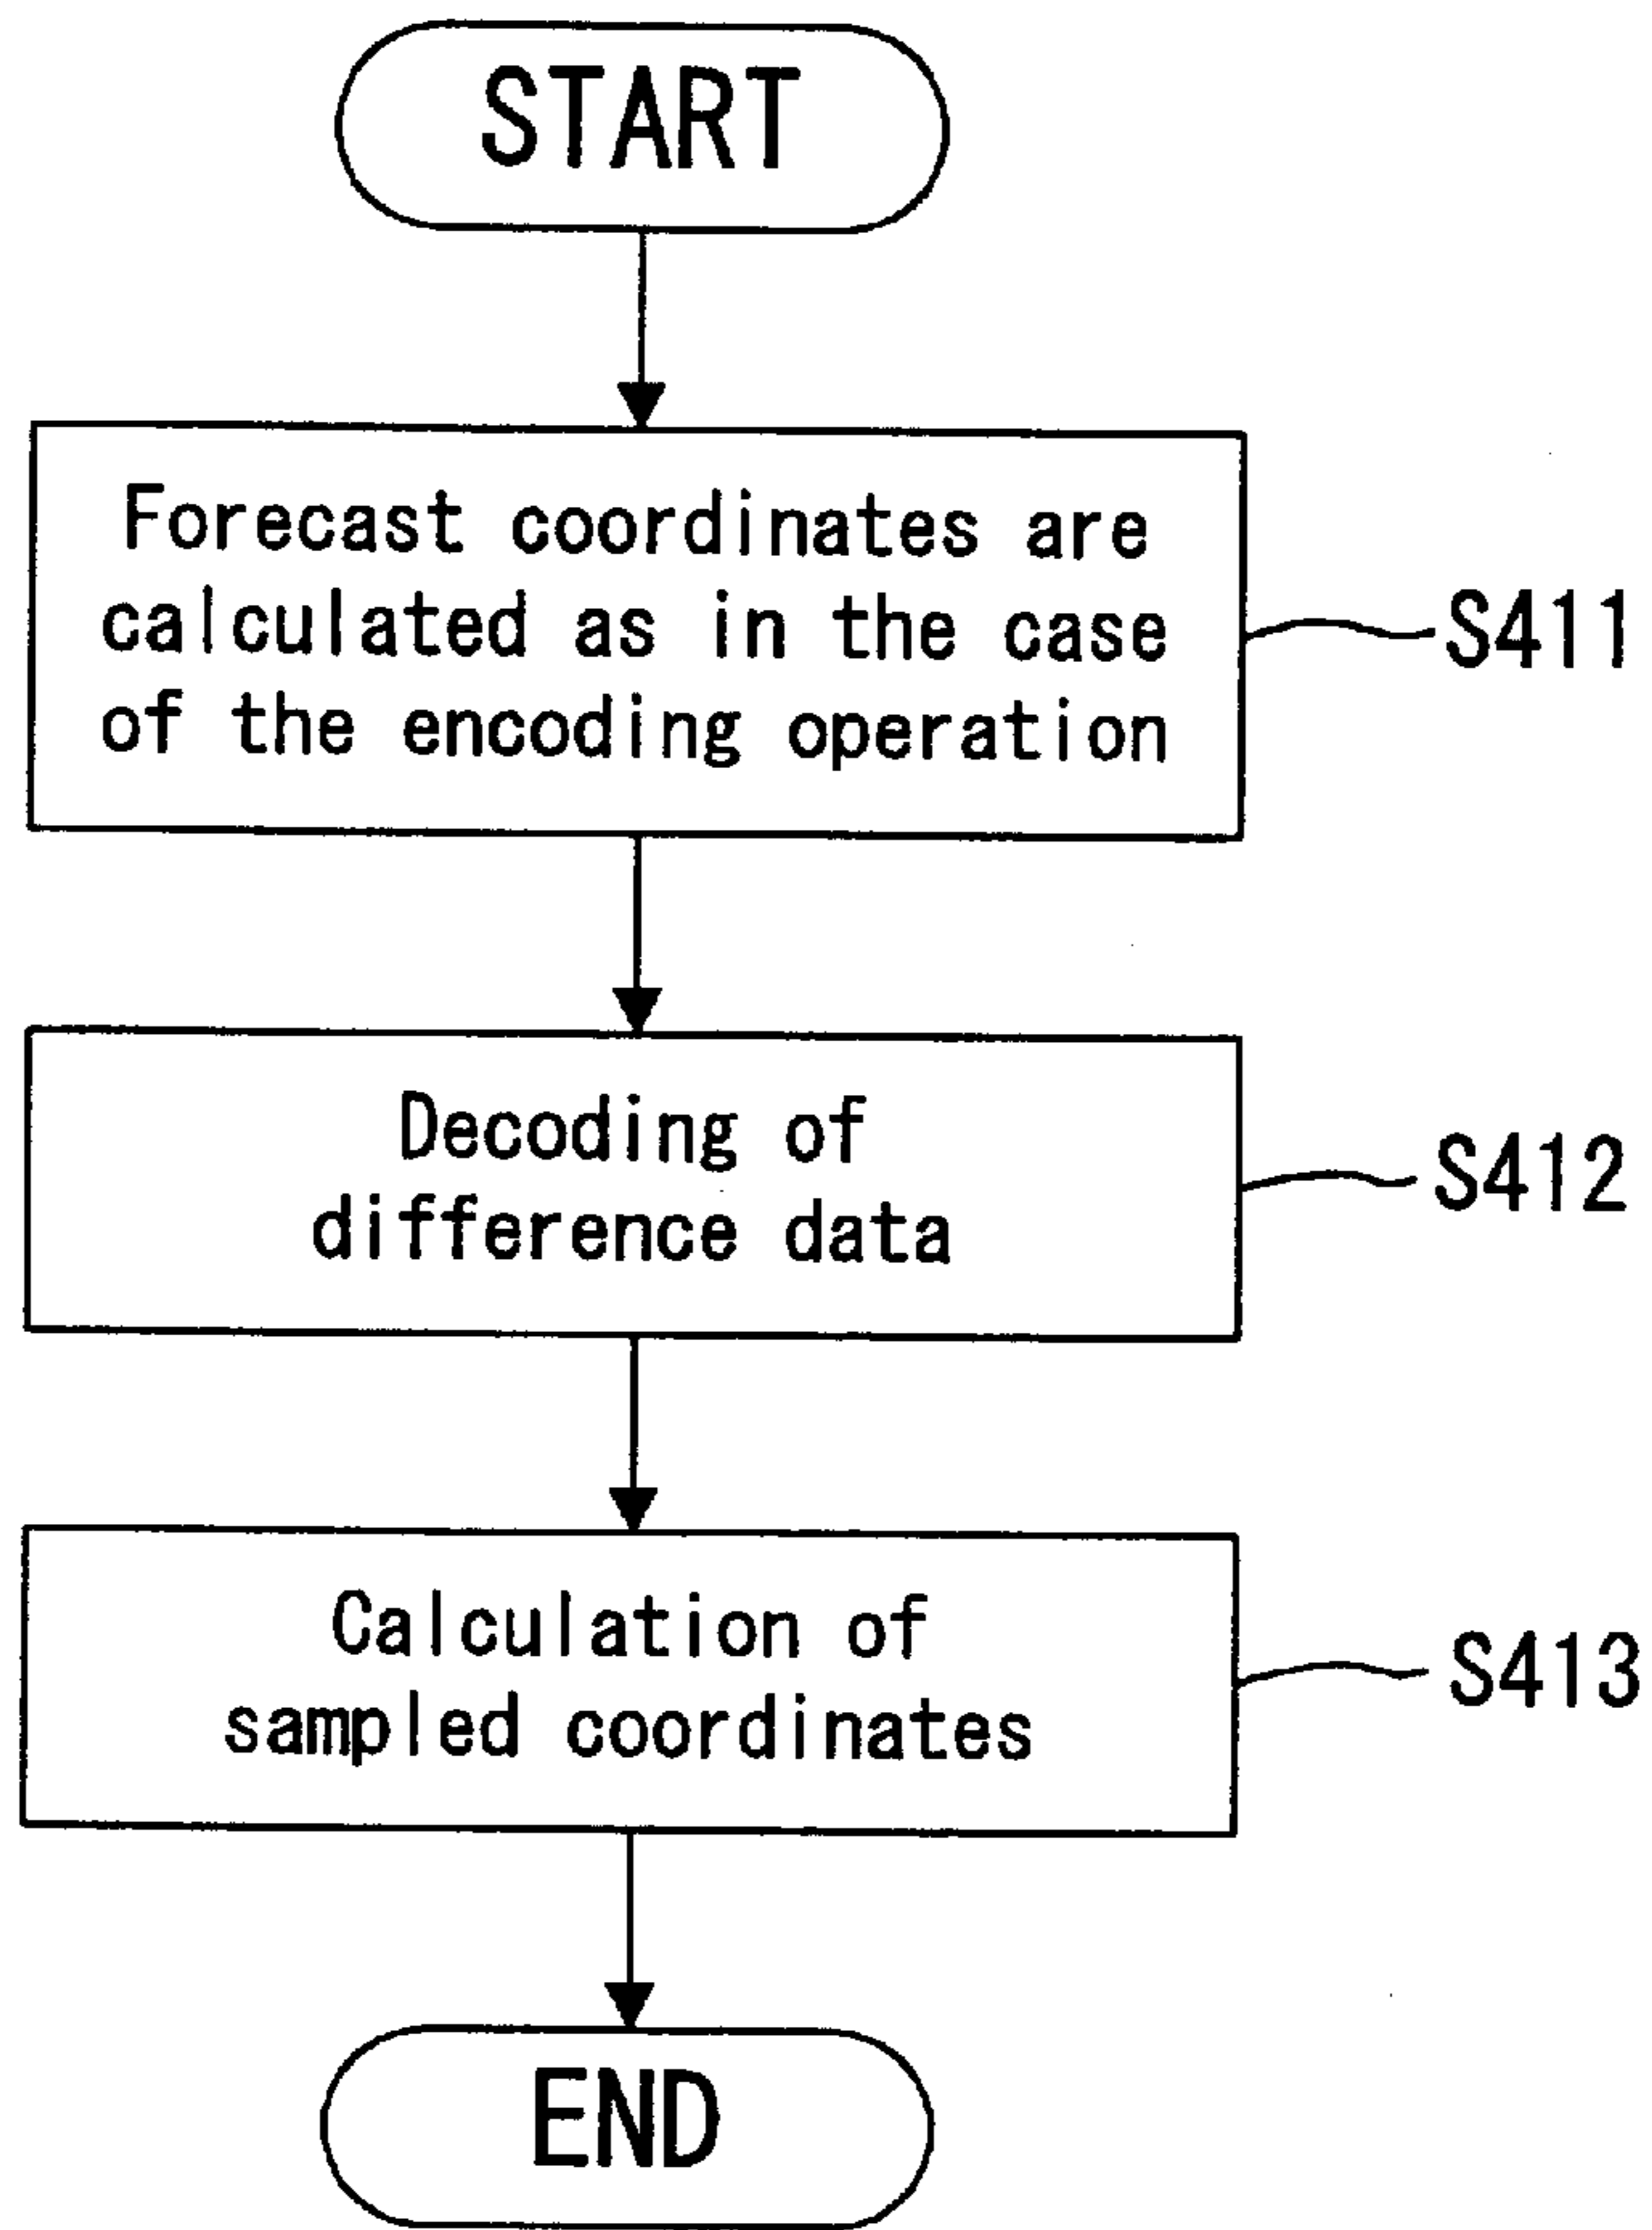 START
Forecast coordinates are
calculated as in the case
of the encoding operation
S411
Decoding of
difference data
S412
Calculation of
sampled coordinates
S413
END